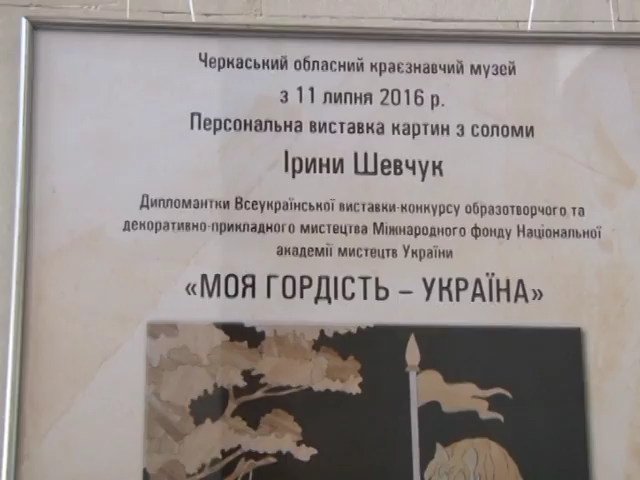 Черкаський обласний краєзнавчий музей
з 11 липня 2016 р.
Персональна виставка картин з соломи
Ірини Шевчук
Дипломантки Всеукраїнської виставки-конкурсу образотворчого та
декоративно-прикладного мистецтва Міжнародного фонду Національної
академії мистецтв України
«МОЯ ГОРДІСТЬ – УКРАЇНА»